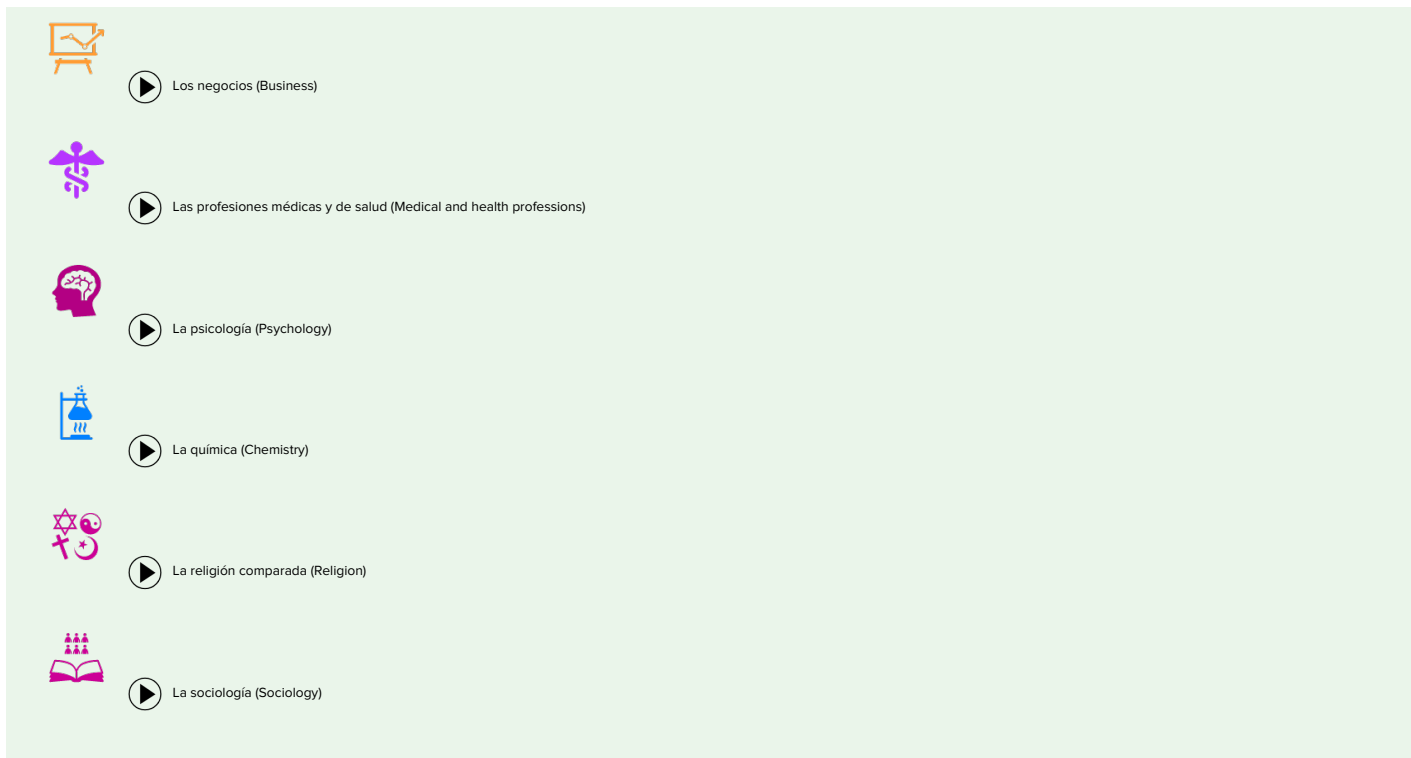 Los negocios (Business)
Las profesiones médicas y de salud (Medical and health professions)
La psicología (Psychology)
La química (Chemistry)
La religión comparada (Religion)
La sociología (Sociology)